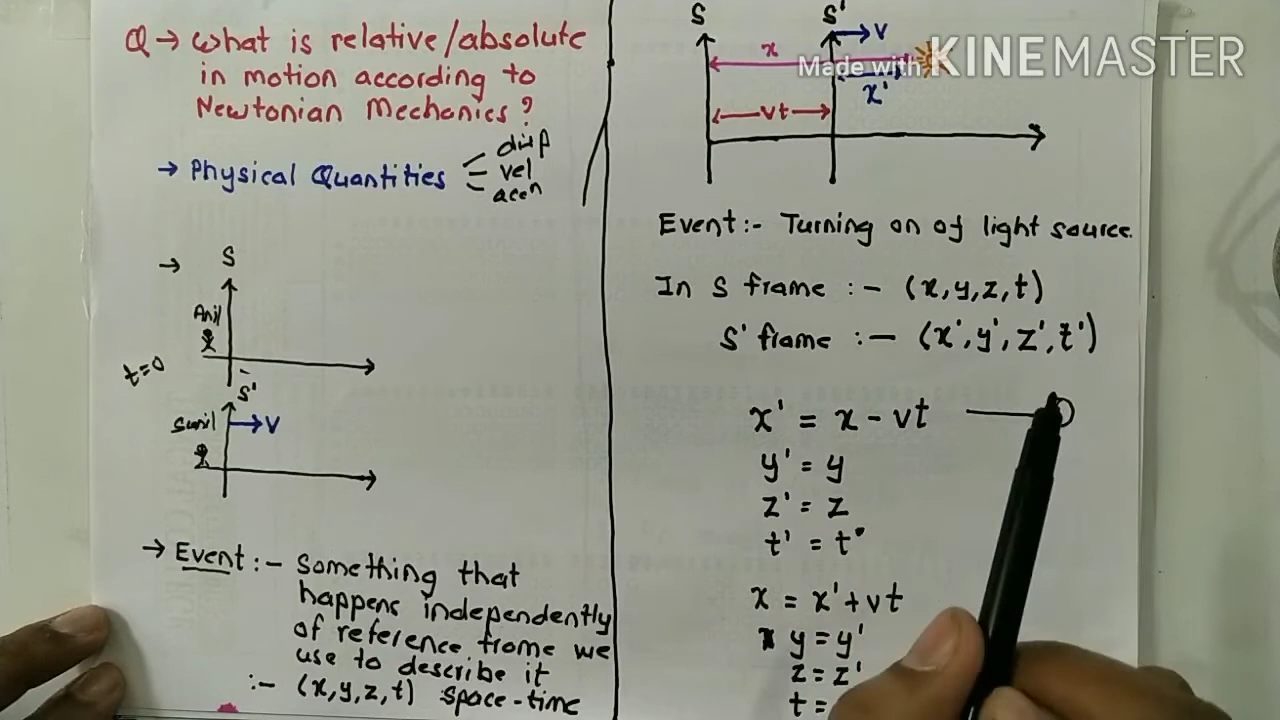 Q → What is relative/absolute
in motion according to
Newtonian Mechanics?
→ Physical Quantities
disp
vel
accn
→ S
Anil
t=0
S'
Sunil
V
→ Event :- Something that
happens independently
of reference frame we
use to describe it
:- (x,y,z,t) space-time
S
S'
V
x
Made with KINEMASTER
x'
vt
Event :- Turning on of light source.
In S frame :- (x,y,z,t)
S' frame :- (x',y',z',t')
x' = x - vt
y' = y
z' = z
t' = t
x = x'+vt
y = y'
z = z'
t =